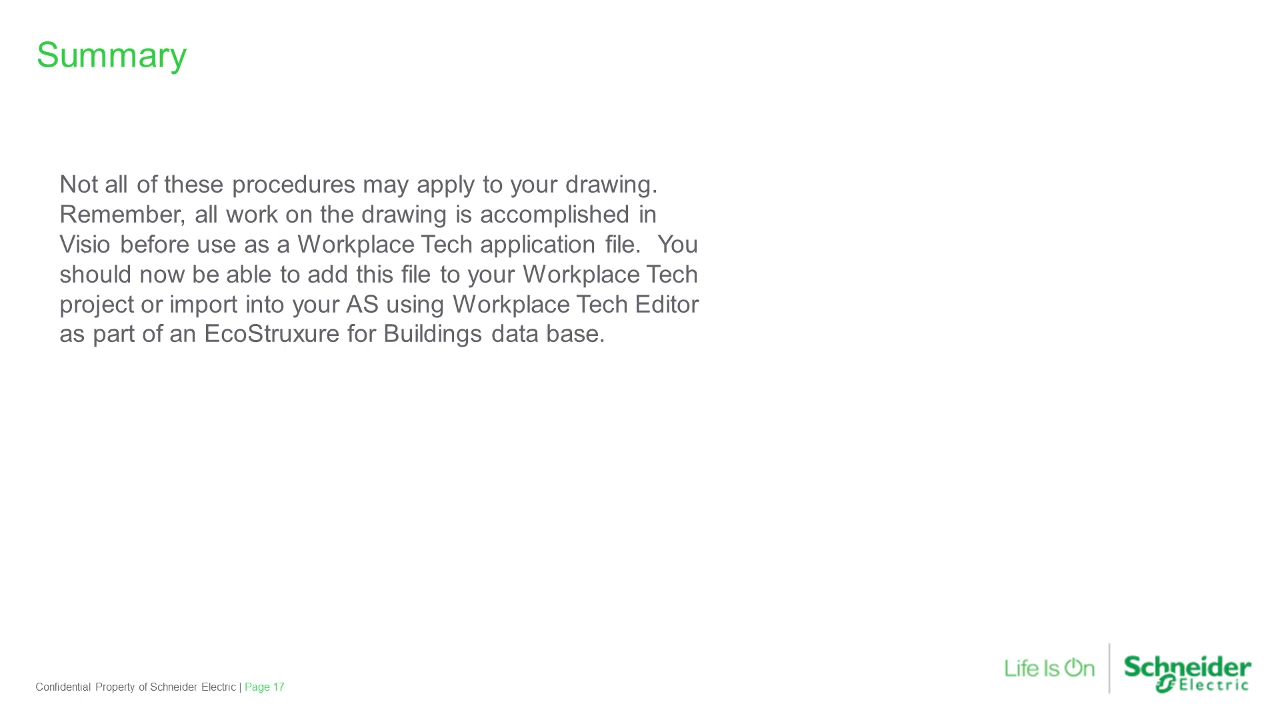 Summary
Not all of these procedures may apply to your drawing.
Remember, all work on the drawing is accomplished in
Visio before use as a Workplace Tech application file.  You
should now be able to add this file to your Workplace Tech
project or import into your AS using Workplace Tech Editor
as part of an EcoStruxure for Buildings data base.
Life Is On
Schneider
Electric
Confidential Property of Schneider Electric | Page 17